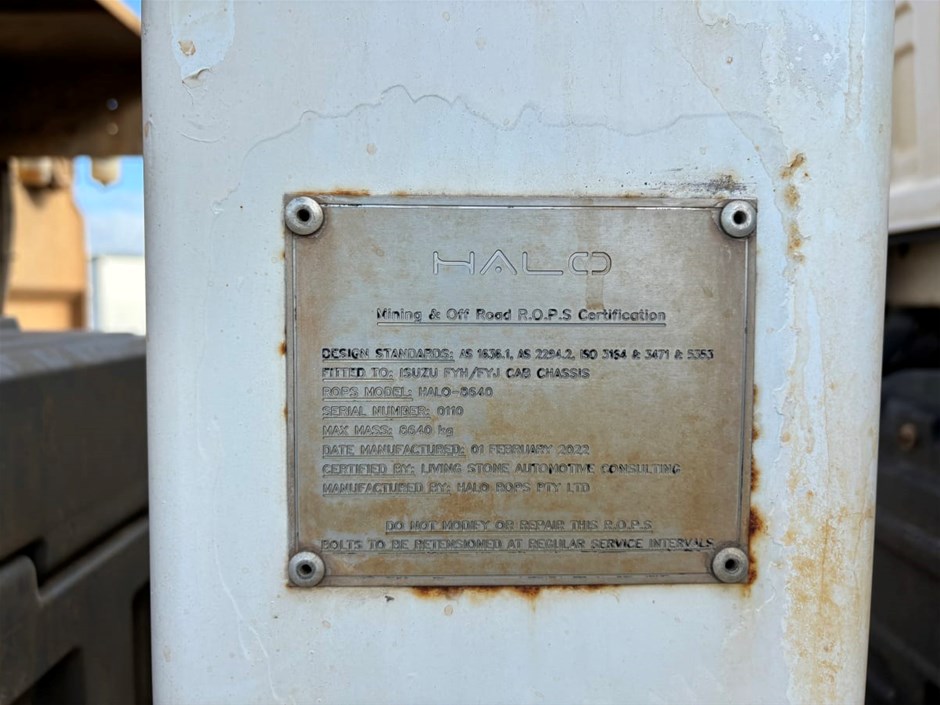 HALO
Mining & Off Road R.O.P.S Certification
DESIGN STANDARDS: AS 1636.1, AS 2294.2, ISO 3164 & 3471 & 5353
FITTED TO: ISUZU FYH/FYJ CAB CHASSIS
ROPS MODEL: HALO-8640
SERIAL NUMBER: 0110
MAX MASS: 8640 kg
DATE MANUFACTURED: 01 FEBRUARY 2022
CERTIFIED BY: LIVING STONE AUTOMOTIVE CONSULTING
MANUFACTURED BY: HALO ROPS PTY LTD
DO NOT MODIFY OR REPAIR THIS R.O.P.S
BOLTS TO BE RETENSIONED AT REGULAR SERVICE INTERVALS